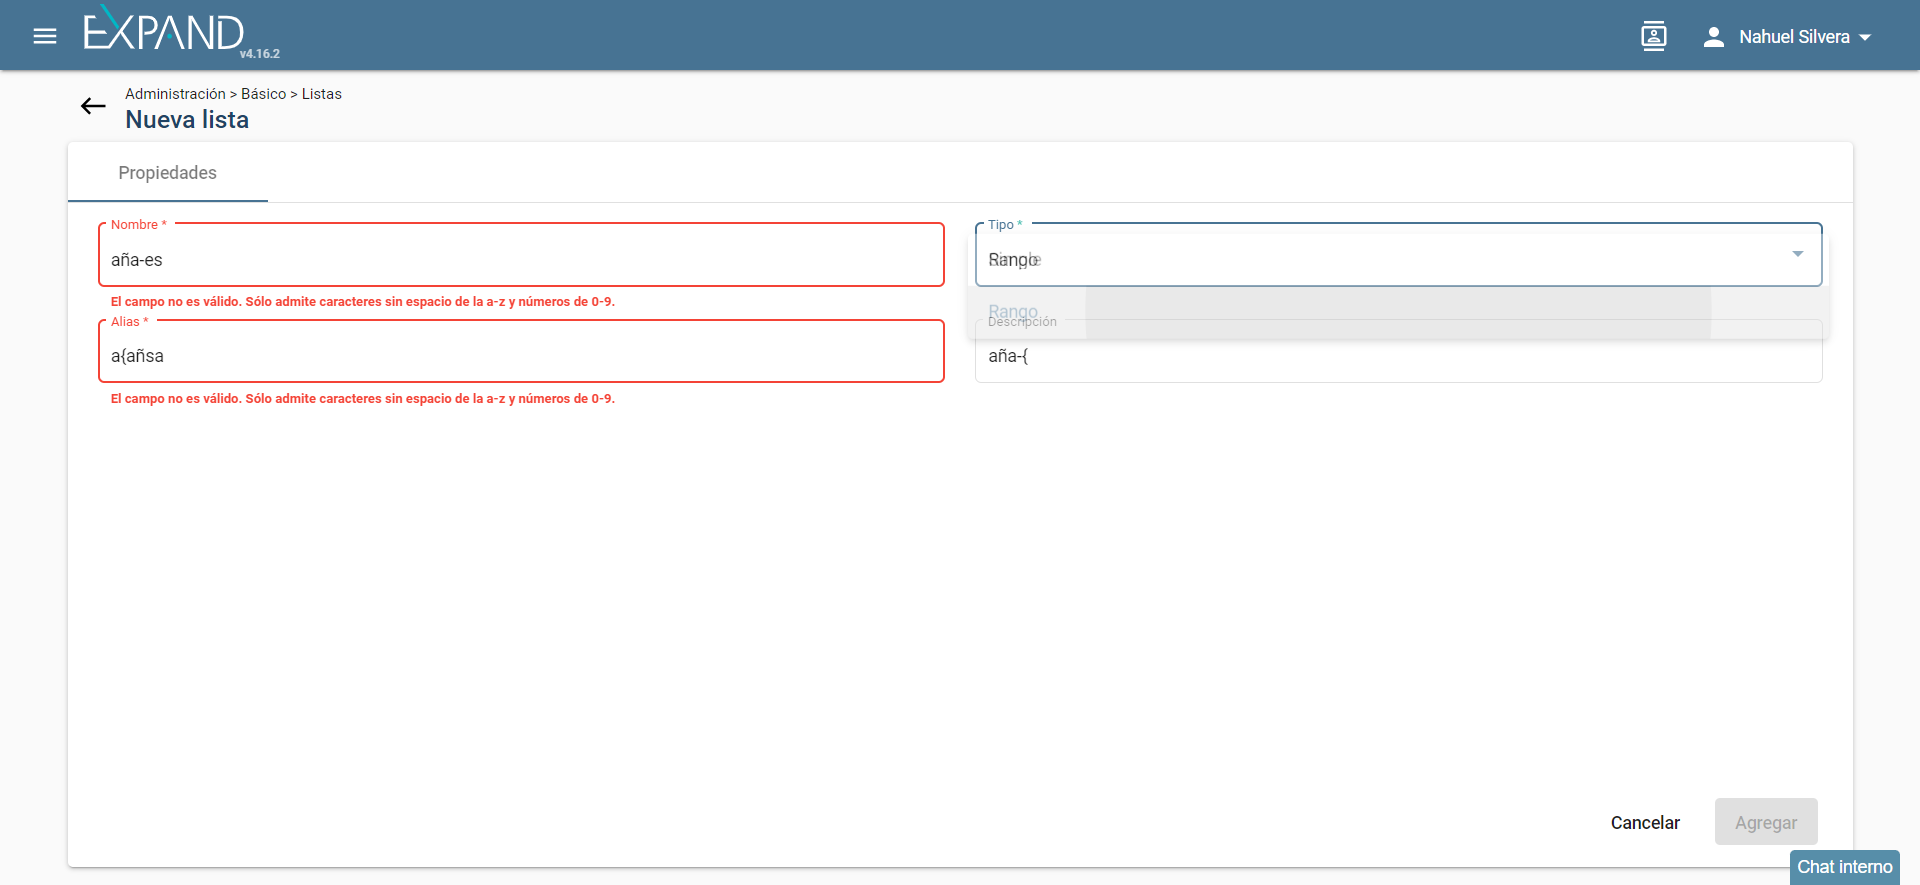 EXPAND
v4.16.2
Nahuel Silvera
Administración > Básico > Listas
Nueva lista
Propiedades
Nombre *
aña-es
El campo no es válido. Sólo admite caracteres sin espacio de la a-z y números de 0-9.
Tipo *
Rango
Rango
Alias *
a{añsa
El campo no es válido. Sólo admite caracteres sin espacio de la a-z y números de 0-9.
Descripción
aña-{
Cancelar
Agregar
Chat interno